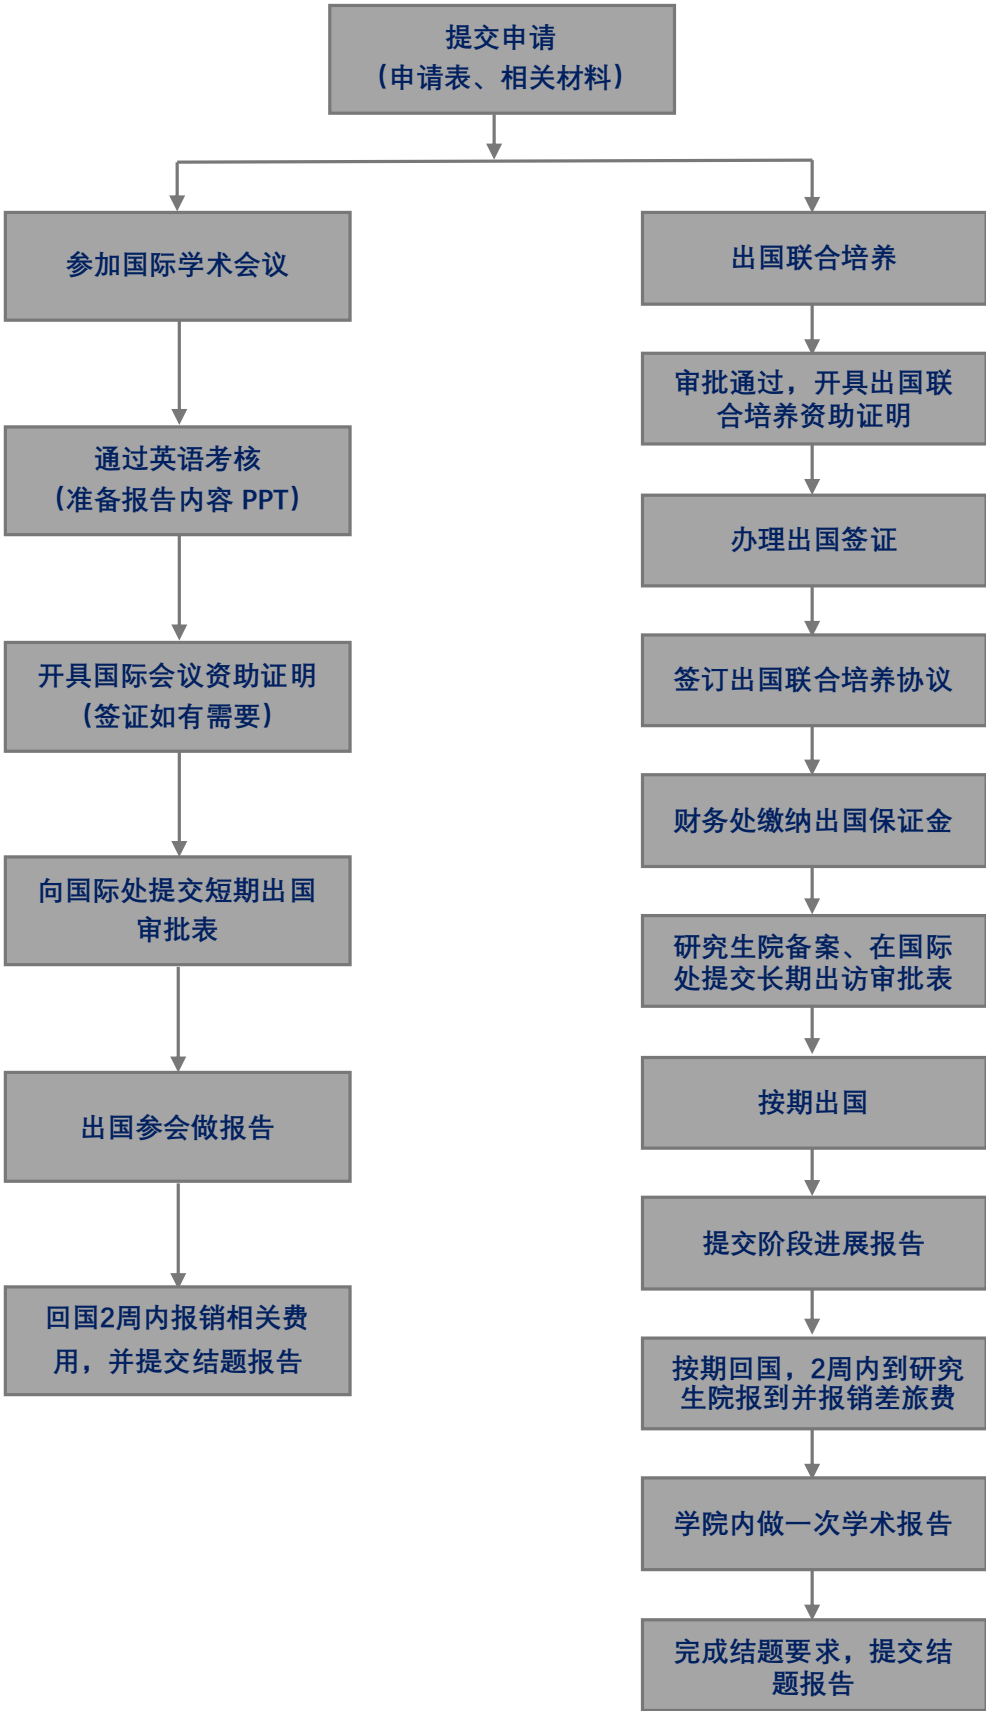 提交申请
（申请表、相关材料）
参加国际学术会议
通过英语考核
（准备报告内容 PPT）
开具国际会议资助证明
（签证如有需要）
向国际处提交短期出国
审批表
出国参会做报告
回国2周内报销相关费
用，并提交结题报告
出国联合培养
审批通过，开具出国联
合培养资助证明
办理出国签证
签订出国联合培养协议
财务处缴纳出国保证金
研究生院备案、在国际
处提交长期出访审批表
按期出国
提交阶段进展报告
按期回国，2周内到研究
生院报到并报销差旅费
学院内做一次学术报告
完成结题要求，提交结
题报告